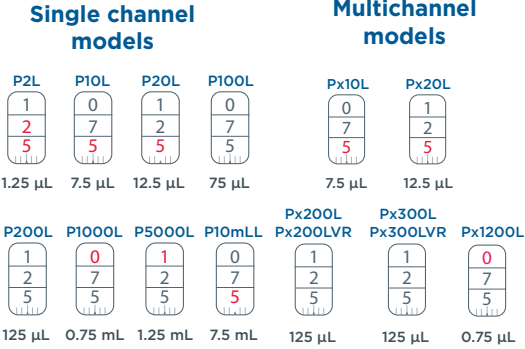 Single channel
models
Multichannel
models
P2L P10L P20L P100L
1 0 1 0
2 7 2 7
5 5 5 5
1.25 µL 7.5 µL 12.5 µL 75 µL
Px10L Px20L
0 1
7 2
5 5
7.5 µL 12.5 µL
P200L P1000L P5000L P10mLL
1 0 1 0
2 7 2 7
5 5 5 5
125 µL 0.75 mL 1.25 mL 7.5 mL
Px200L Px300L
Px200LVR Px300LVR Px1200L
1 1 0
2 2 7
5 5 5
125 µL 125 µL 0.75 µL